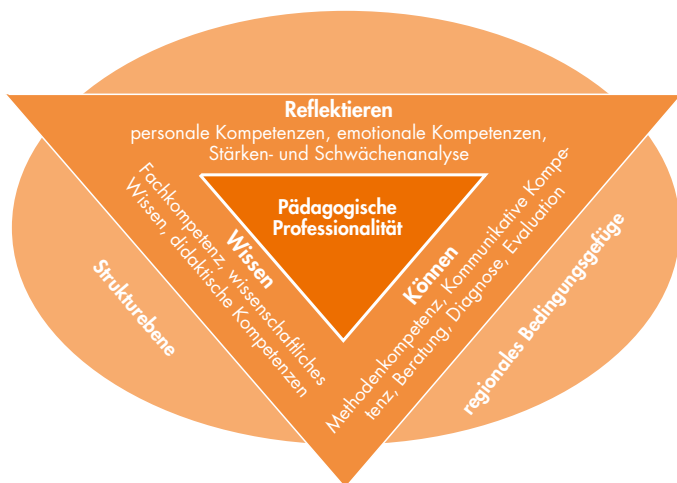 Reflektieren
personale Kompetenzen, emotionale Kompetenzen,
Stärken- und Schwächenanalyse
Pädagogische
Professionalität
Wissen
Fachkompetenz, wissenschaftliches
Wissen, didaktische Kompetenzen
Können
Methodenkompetenz, Kommunikative Kompe-
tenz, Beratung, Diagnose, Evaluation
Strukturebene
regionales Bedingungsgefüge